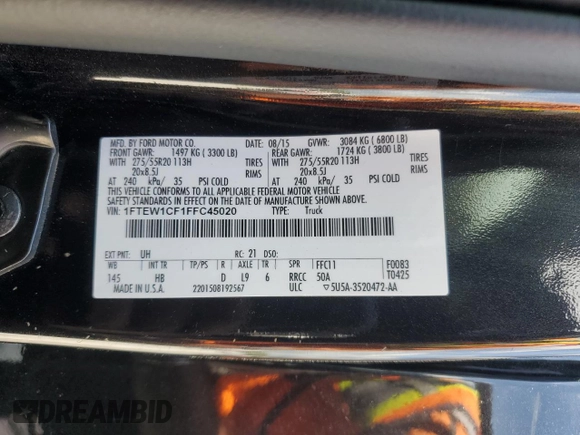 MFD. BY FORD MOTOR CO. 08/15 GVWR: 3084 KG ( 6800 LB)
FRONT GAWR: 1497 KG ( 3300 LB) REAR GAWR: 1724 KG ( 3800 LB)
WITH 275/55R20 113H TIRES WITH 275/55R20 113H TIRES
20x8.5J RIMS 20x8.5J RIMS
AT 240 kPa/ 35 PSI COLD AT 240 kPa/ 35 PSI COLD
THIS VEHICLE CONFORMS TO ALL APPLICABLE FEDERAL MOTOR VEHICLE
SAFETY STANDARDS IN EFFECT ON THE DATE OF MANUFACTURE SHOWN ABOVE.
VIN: 1FTEW1CF1FFC45020 TYPE: Truck
EXT PNT: UH RC: 21 DSO:
WB INT TR TP/PS R AXLE TR SPR FFC11 F0083
145 HB D L9 6 RRCC 50A T0425
MADE IN U.S.A. 2201508192567 ULC ▽5U5A-3520472-AA
DREAMBID